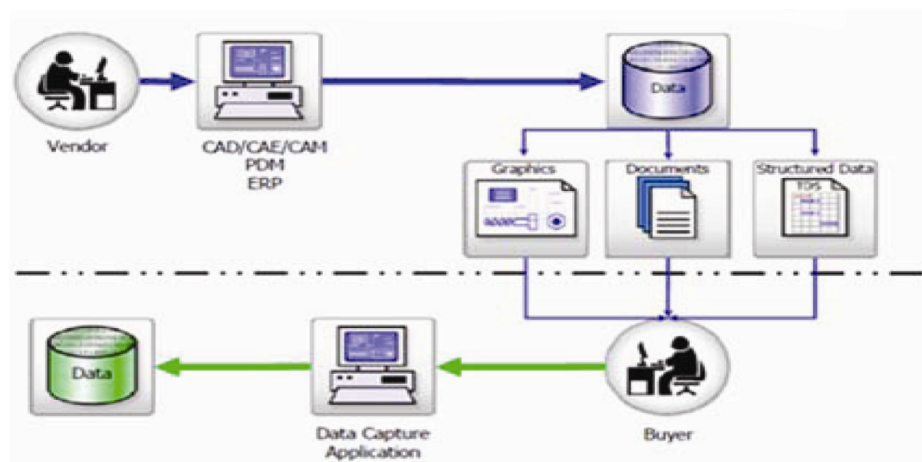 Data
Vendor
CAD/CAE/CAM
PDM
ERP
Graphics
Documents
Structured Data
TDS
Data
Data Capture
Application
Buyer